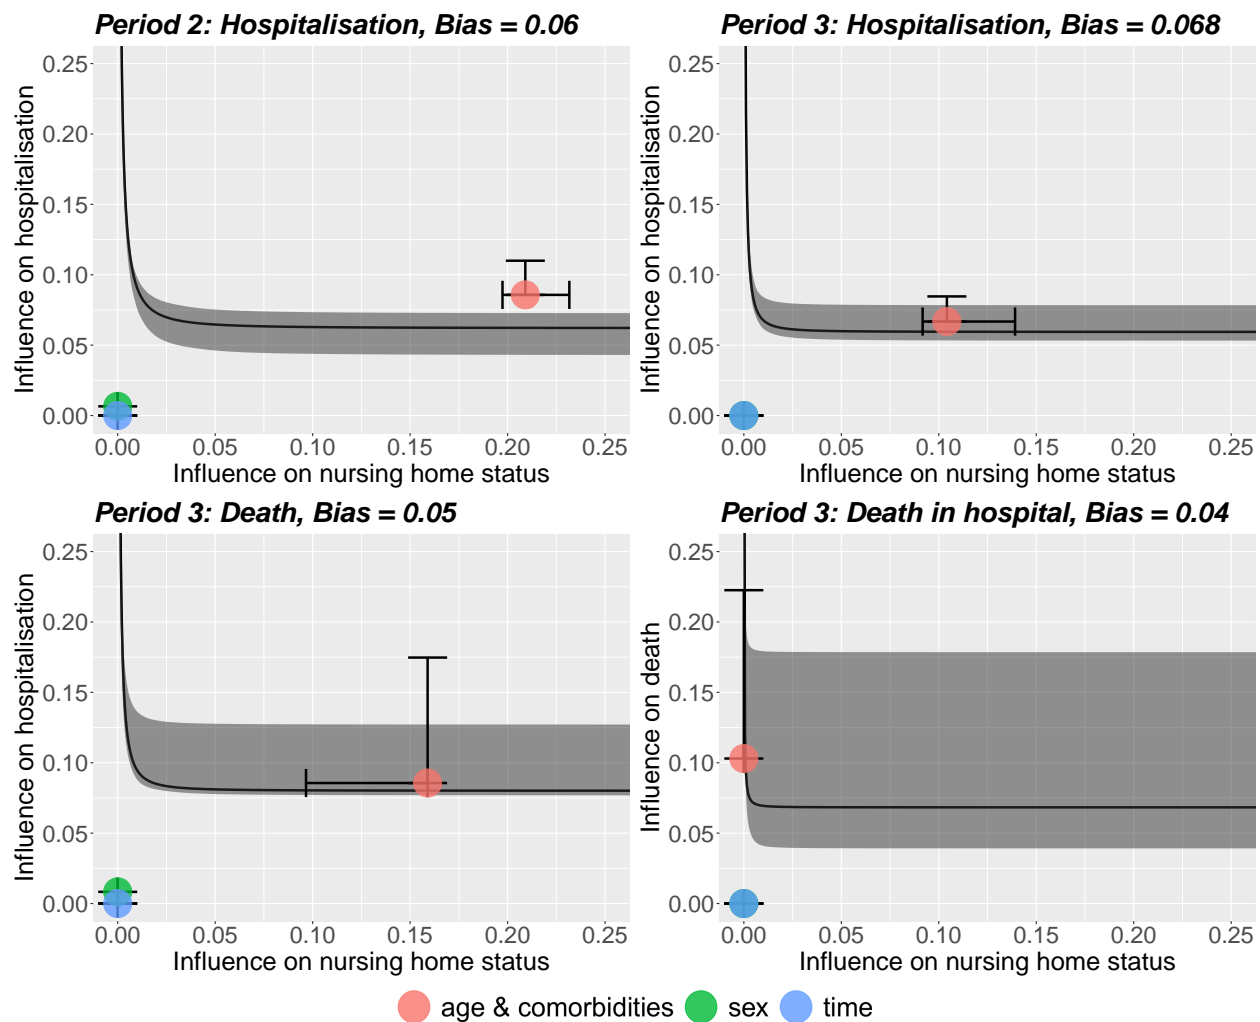 Period 2: Hospitalisation, Bias = 0.06
Influence on hospitalisation
0.25
0.20
0.15
0.10
0.05
0.00
0.00 0.05 0.10 0.15 0.20 0.25
Influence on nursing home status
Period 3: Hospitalisation, Bias = 0.068
Influence on hospitalisation
0.25
0.20
0.15
0.10
0.05
0.00
0.00 0.05 0.10 0.15 0.20 0.25
Influence on nursing home status
Period 3: Death, Bias = 0.05
Influence on hospitalisation
0.25
0.20
0.15
0.10
0.05
0.00
0.00 0.05 0.10 0.15 0.20 0.25
Influence on nursing home status
Period 3: Death in hospital, Bias = 0.04
Influence on death
0.25
0.20
0.15
0.10
0.05
0.00
0.00 0.05 0.10 0.15 0.20 0.25
Influence on nursing home status
age & comorbidities sex time